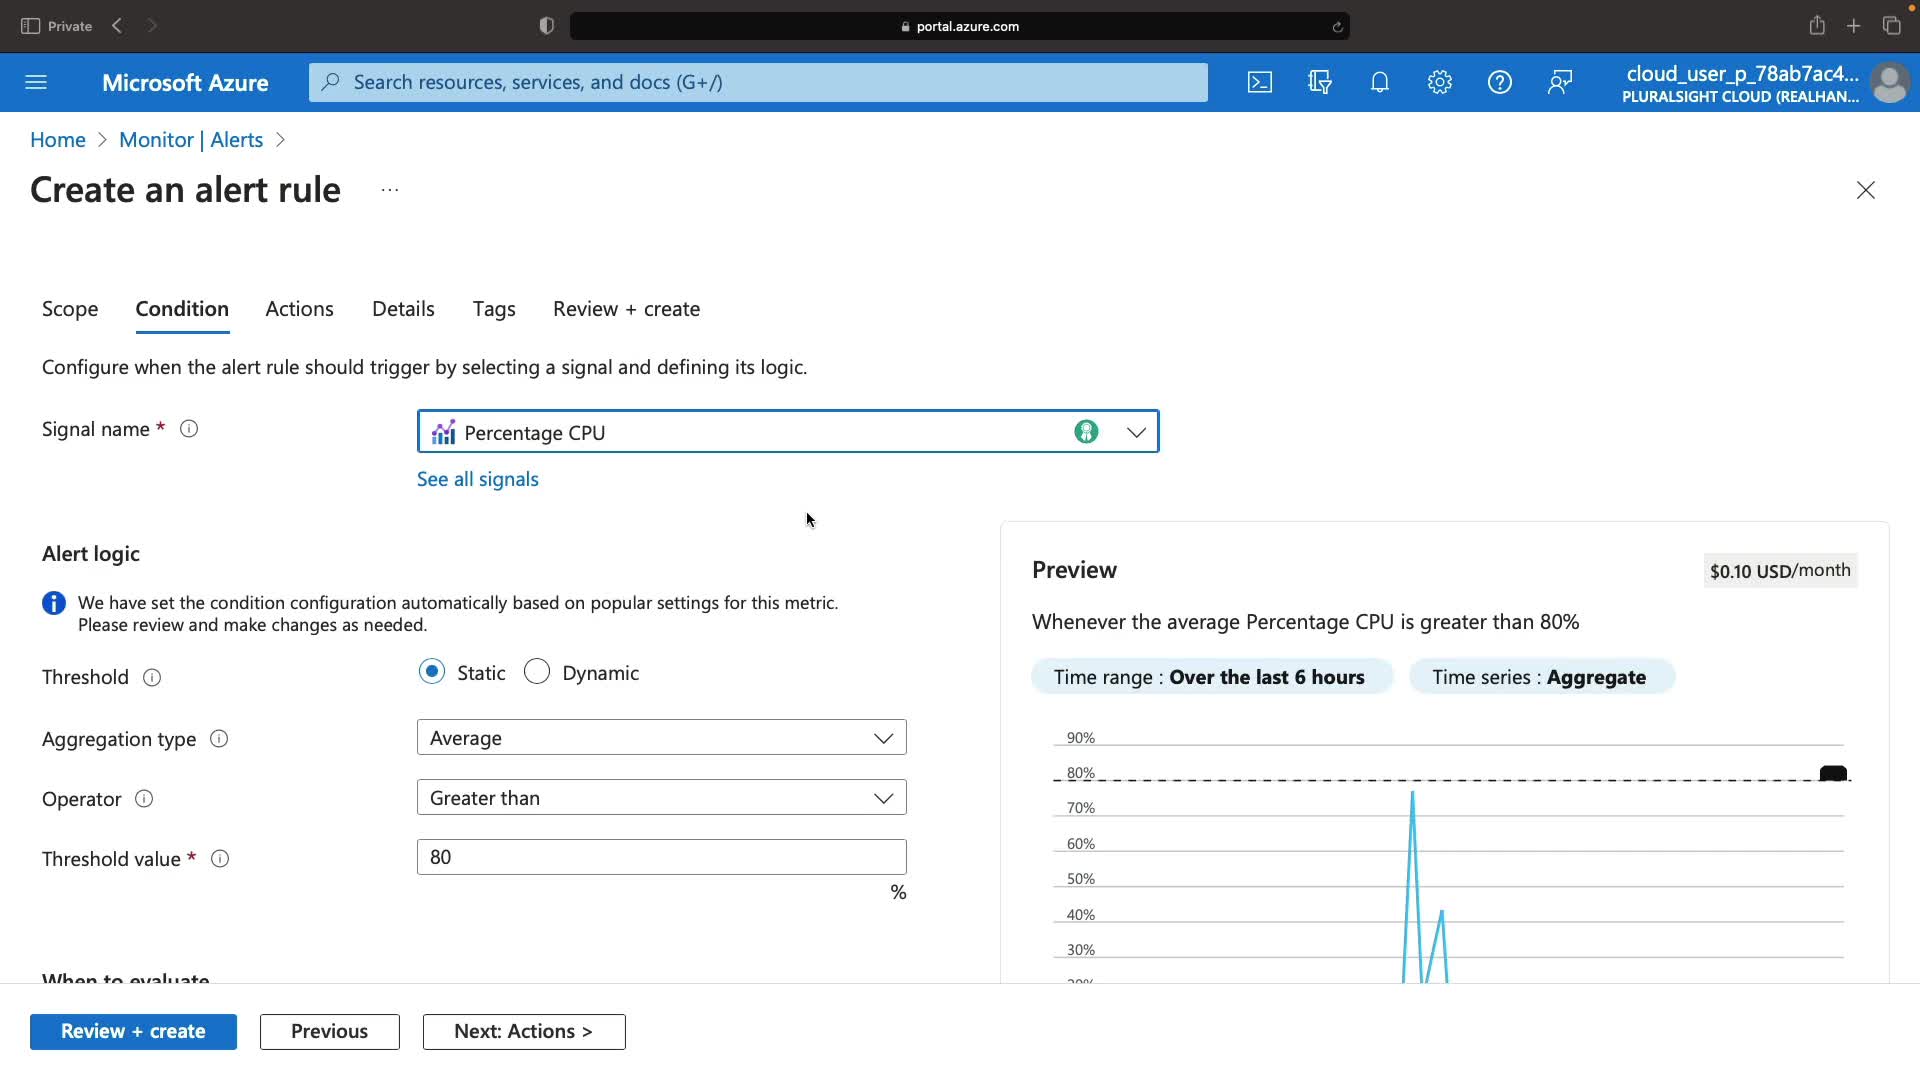 Private
portal.azure.com
Microsoft Azure
Search resources, services, and docs (G+/)
cloud_user_p_78ab7ac4...
PLURALSIGHT CLOUD (REALHAN...
Home > Monitor | Alerts >
Create an alert rule ...
Scope Condition Actions Details Tags Review + create
Configure when the alert rule should trigger by selecting a signal and defining its logic.
Signal name *
Percentage CPU
See all signals
Alert logic
We have set the condition configuration automatically based on popular settings for this metric.
Please review and make changes as needed.
Threshold
Static Dynamic
Aggregation type
Average
Operator
Greater than
Threshold value *
80
%
When to evaluate
Preview
$0.10 USD/month
Whenever the average Percentage CPU is greater than 80%
Time range : Over the last 6 hours
Time series : Aggregate
90%
80%
70%
60%
50%
40%
30%
20%
Review + create
Previous
Next: Actions >